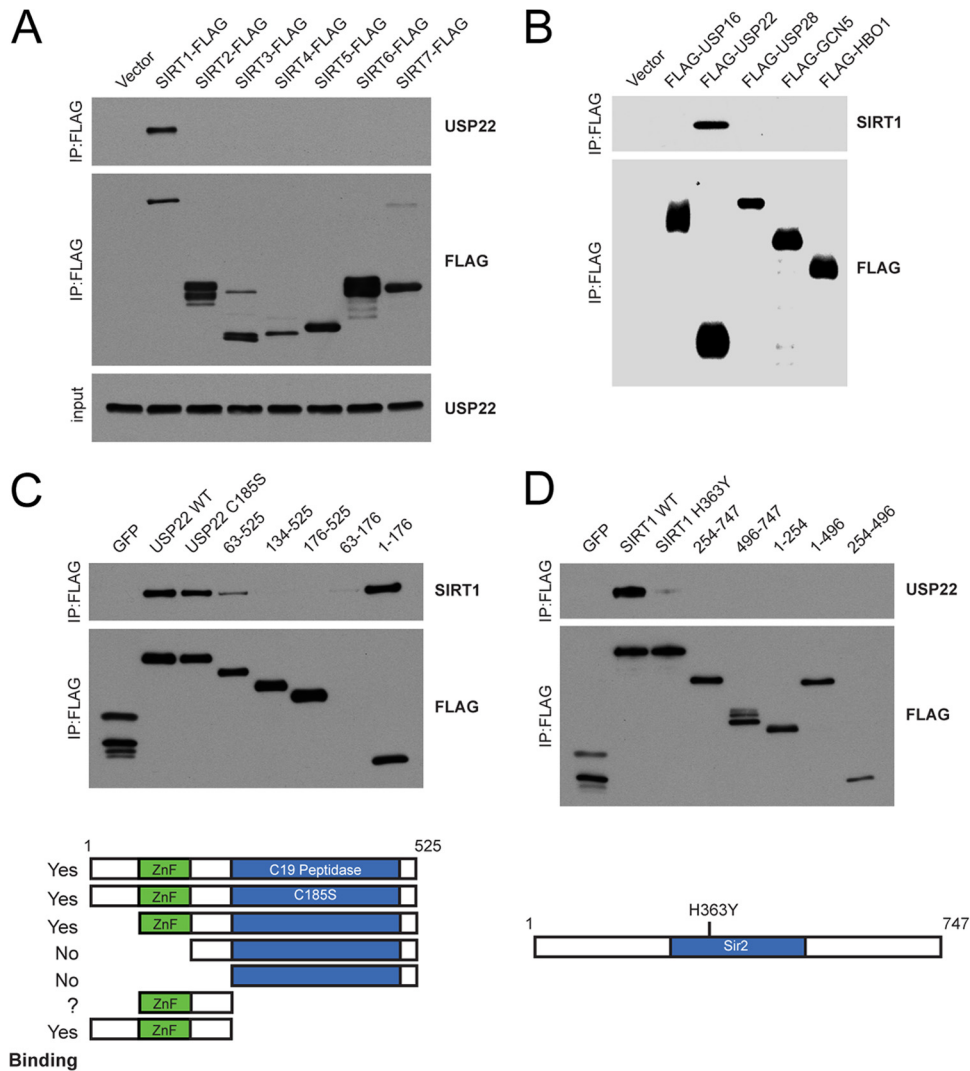 A
Vector
SIRT1-FLAG
SIRT2-FLAG
SIRT3-FLAG
SIRT4-FLAG
SIRT5-FLAG
SIRT6-FLAG
SIRT7-FLAG
IP:FLAG
USP22
IP:FLAG
FLAG
input
USP22
B
Vector
FLAG-USP16
FLAG-USP22
FLAG-USP28
FLAG-GCN5
FLAG-HBO1
IP:FLAG
SIRT1
IP:FLAG
FLAG
C
GFP
USP22 WT
USP22 C185S
63-525
134-525
176-525
63-176
1-176
IP:FLAG
SIRT1
IP:FLAG
FLAG
1 525
Yes ZnF C19 Peptidase
Yes ZnF C185S
Yes ZnF
No
No
? ZnF
Yes ZnF
Binding
D
GFP
SIRT1 WT
SIRT1 H363Y
254-747
496-747
1-254
1-496
254-496
IP:FLAG
USP22
IP:FLAG
FLAG
H363Y
1 747
Sir2